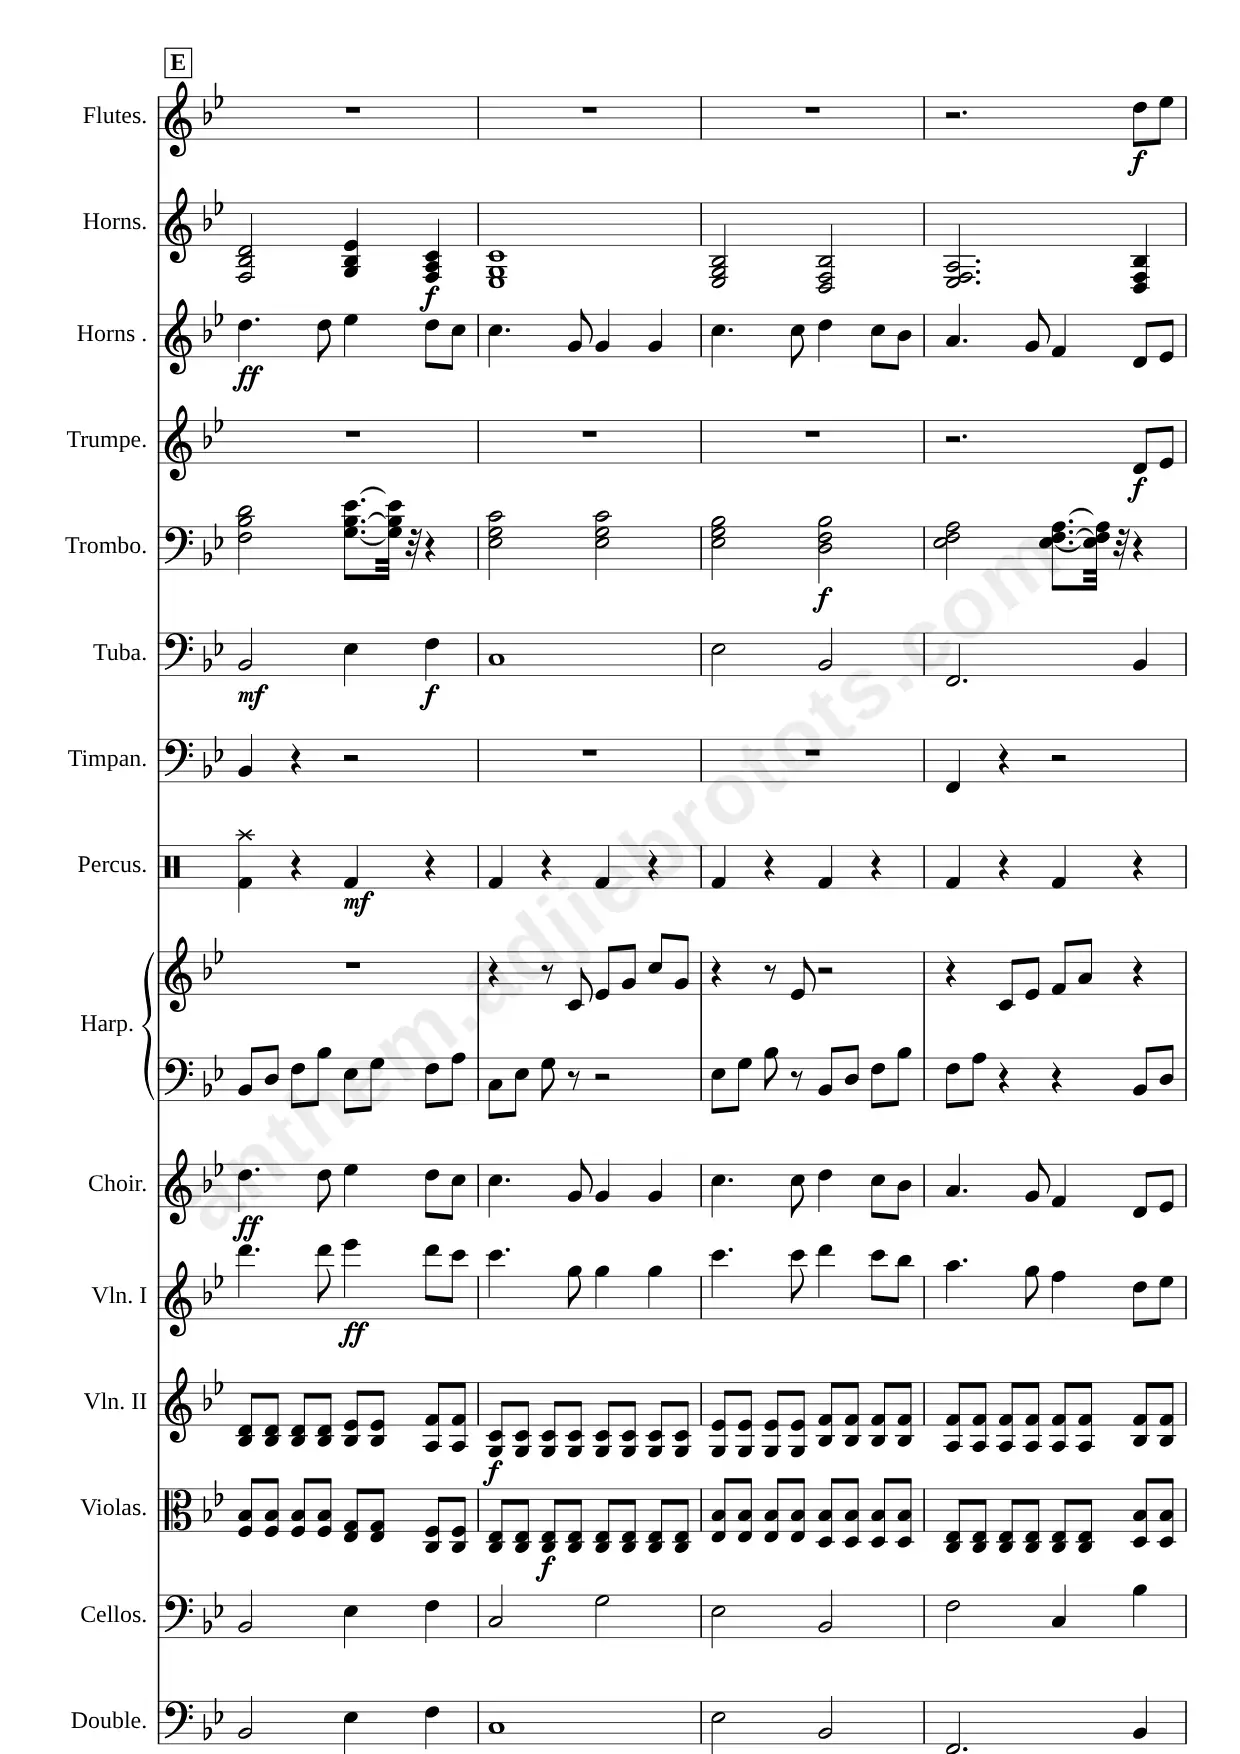 E
Flutes.
f
Horns.
f
Horns .
ff
Trumpe.
f
Trombo.
f
Tuba.
mf f
Timpan.
Percus.
mf
Harp.
Choir.
ff
Vln. I
ff
Vln. II
f
Violas.
f
Cellos.
Double.
anthem.adjiebrotots.com